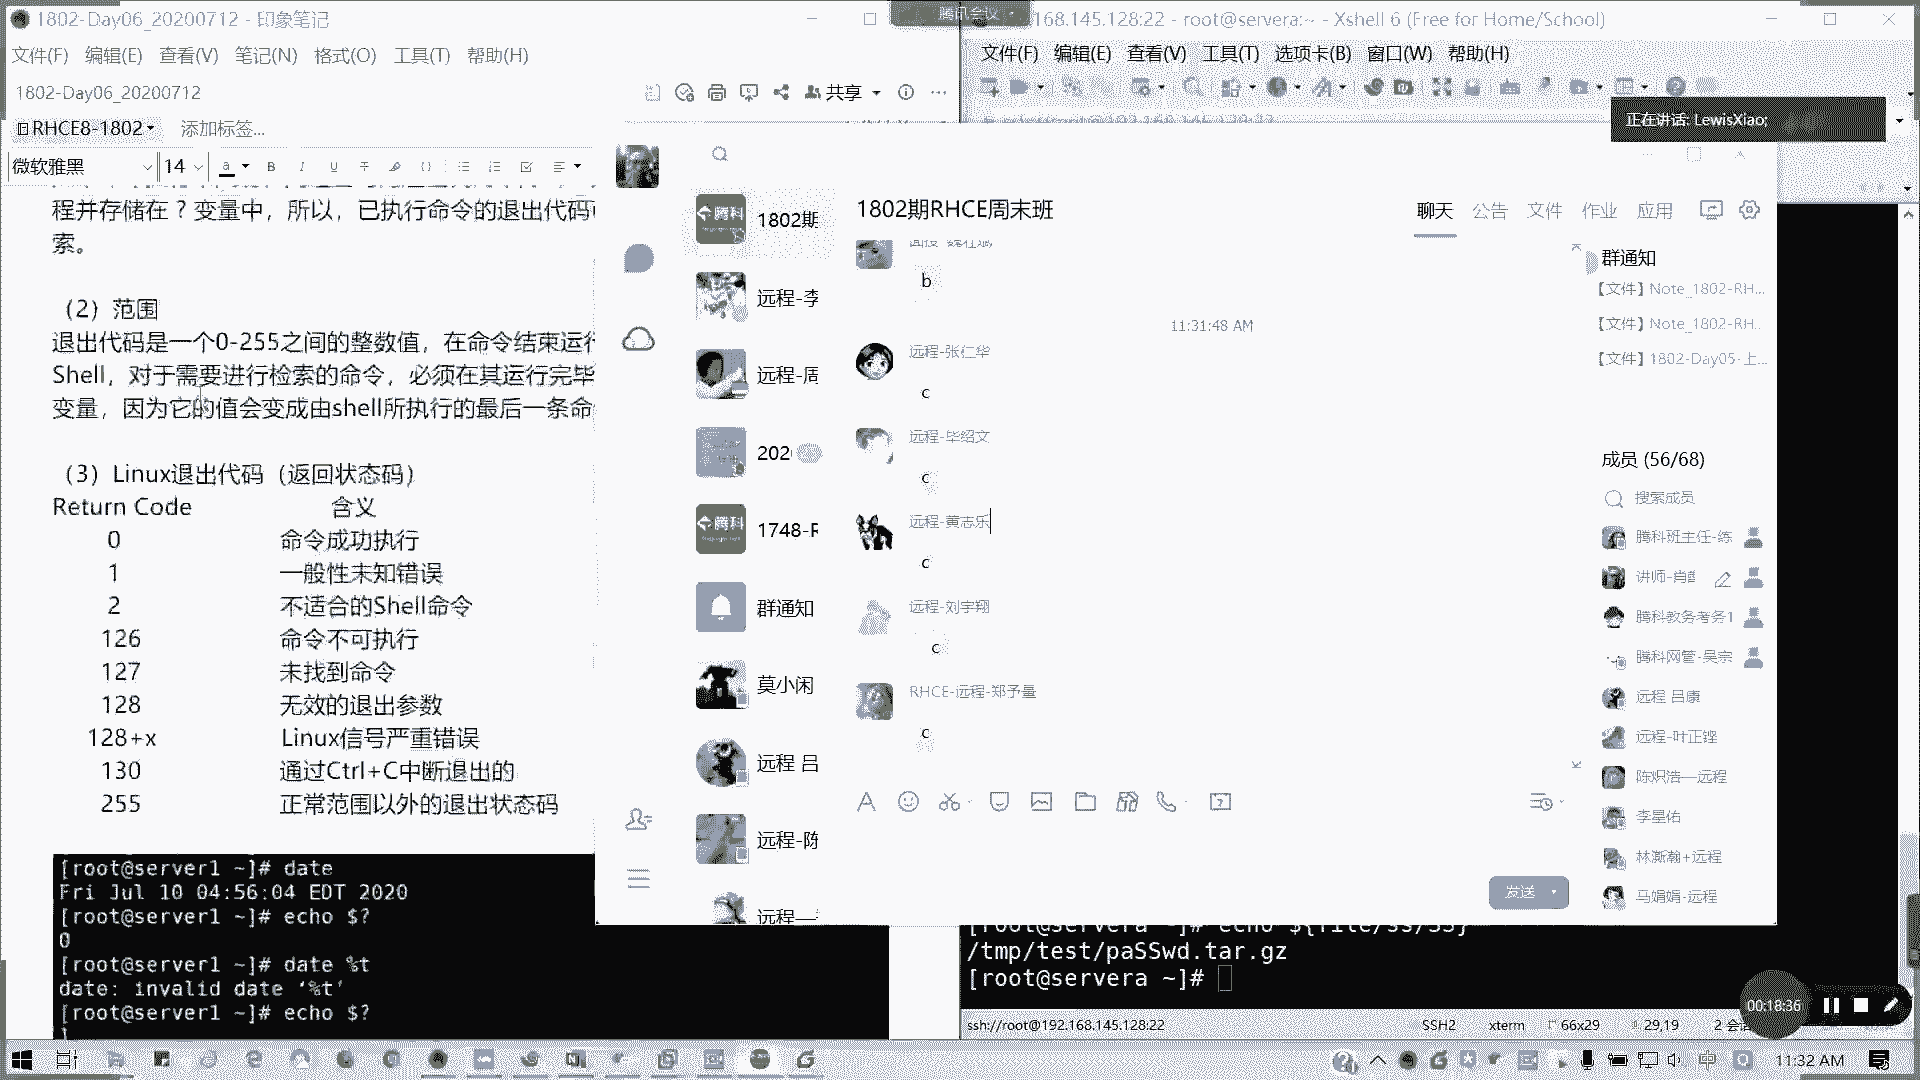 1802-Day06_20200712 - 印象笔记
文件(F) 编辑(E) 查看(V) 笔记(N) 格式(O) 工具(T) 帮助(H)
1802-Day06_20200712
共享
RHCE8-1802
添加标签...
微软雅黑
14
程并存储在？变量中，所以，已执行命令的退出代码
索。
（2）范围
退出代码是一个0-255之间的整数值，在命令结束运行
Shell，对于需要进行检索的命令，必须在其运行完毕
变量，因为它的值会变成由shell所执行的最后一条命
（3）Linux退出代码（返回状态码）
Return Code 含义
0 命令成功执行
1 一般性未知错误
2 不适合的Shell命令
126 命令不可执行
127 未找到命令
128 无效的退出参数
128+x Linux信号严重错误
130 通过Ctrl+C中断退出的
255 正常范围以外的退出状态码
[root@server1 ~]# date
Fri Jul 10 04:56:04 EDT 2020
[root@server1 ~]# echo $?
0
[root@server1 ~]# date %t
date: invalid date ‘%t’
[root@server1 ~]# echo $?
腾讯会议
168.145.128:22 - root@servera:~ - Xshell 6 (Free for Home/School)
文件(F) 编辑(E) 查看(V) 工具(T) 选项卡(B) 窗口(W) 帮助(H)
正在讲话: LewisXiao;
腾科
1802期
远程-李
远程-周
202
腾科
1748-F
群通知
莫小闲
远程 吕
远程-陈
远程—
1802期RHCE周末班
聊天 公告 文件 作业 应用
b
11:31:48 AM
远程-张仁华
c
远程-毕绍文
c
远程-黄志乐
c
远程-刘宇翔
c
RHCE-远程-郑予量
c
发送
群通知
【文件】Note_1802-RH...
【文件】Note_1802-RH...
【文件】1802-Day05-上...
成员 (56/68)
搜索成员
腾科班主任-练
讲师-肖
腾科教务考务1
腾科网管-吴宗
远程 吕康
远程-叶正铿
陈炽浩—远程
李星佑
林澌瀚+远程
马娟娟-远程
[root@servera ~]# echo ${file/ss/SS}
/tmp/test/paSSwd.tar.gz
[root@servera ~]#
00:18:36
ssh://root@192.168.145.128:22
SSH2
xterm
66x29
29,19
2 会
中
11:32 AM